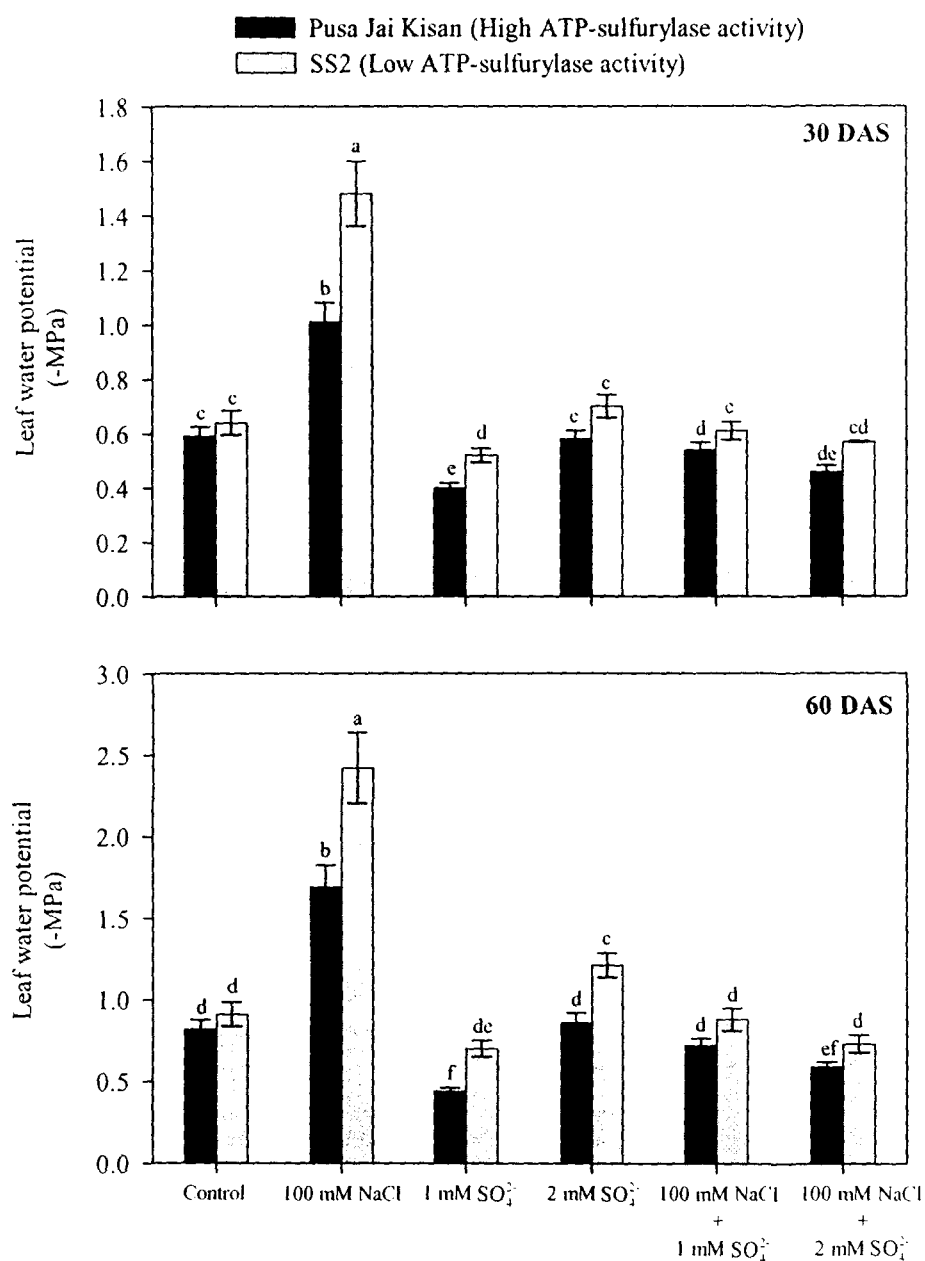 Pusa Jai Kisan (High ATP-sulfurylase activity)
SS2 (Low ATP-sulfurylase activity)
30 DAS
Leaf water potential
(-MPa)
1.8
1.6
1.4
1.2
1.0
0.8
0.6
0.4
0.2
0.0
c
c
b
a
e
d
c
c
d
c
de
cd
60 DAS
Leaf water potential
(-MPa)
3.0
2.5
2.0
1.5
1.0
0.5
0.0
d
d
b
a
f
de
d
c
d
d
ef
d
Control
100 mM NaCl
1 mM SO₄²⁻
2 mM SO₄²⁻
100 mM NaCl
+
1 mM SO₄²⁻
100 mM NaCl
+
2 mM SO₄²⁻